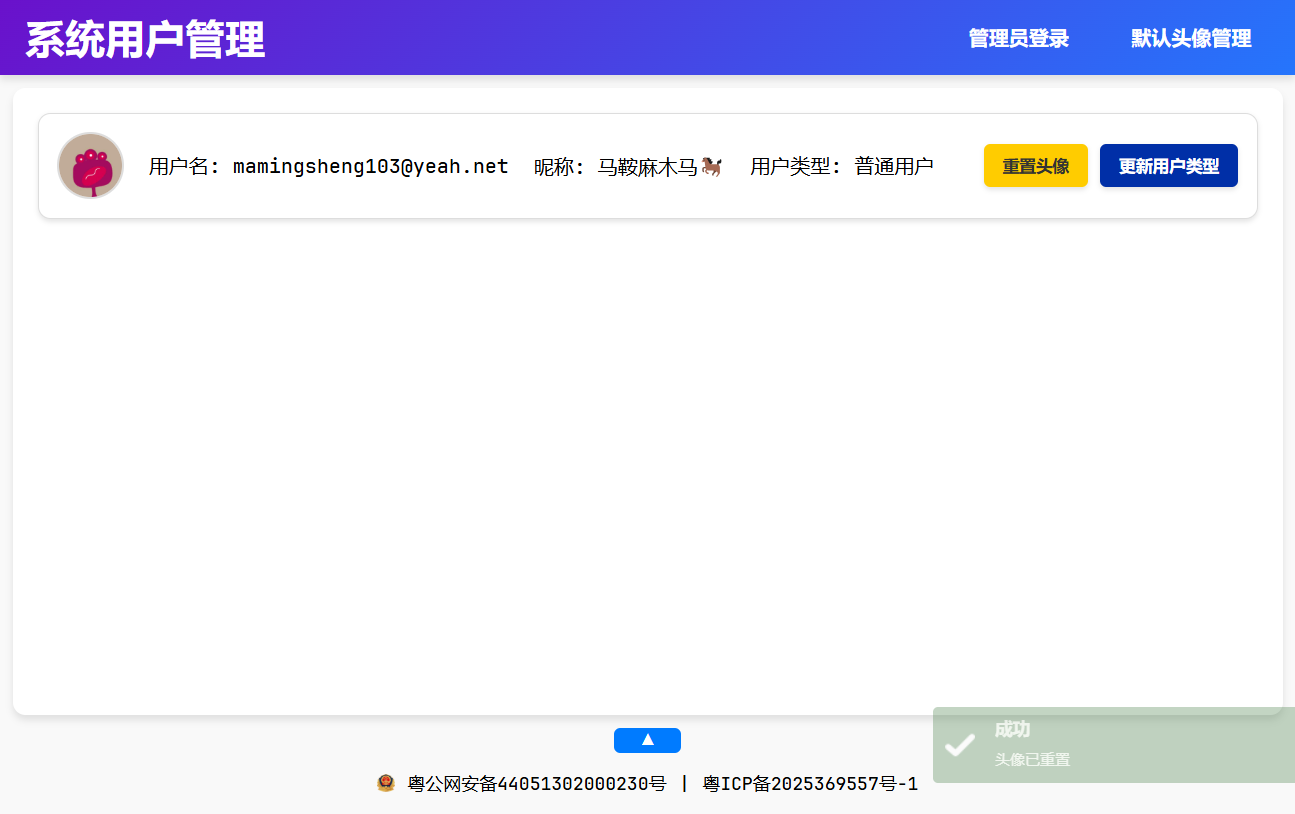 系统用户管理 管理员登录 默认头像管理
用户名: mamingsheng103@yeah.net 昵称: 马鞍麻木马🐎 用户类型: 普通用户 重置头像 更新用户类型
成功
头像已重置
▲
粤公网安备44051302000230号 | 粤ICP备2025369557号-1